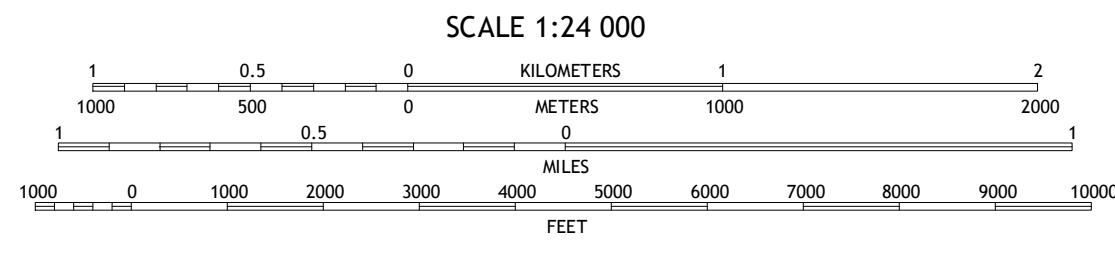 SCALE 1:24 000
1 0.5 0 KILOMETERS 1 2
1000 500 0 METERS 1000 2000
1 0.5 0 1
MILES
1000 0 1000 2000 3000 4000 5000 6000 7000 8000 9000 10000
FEET